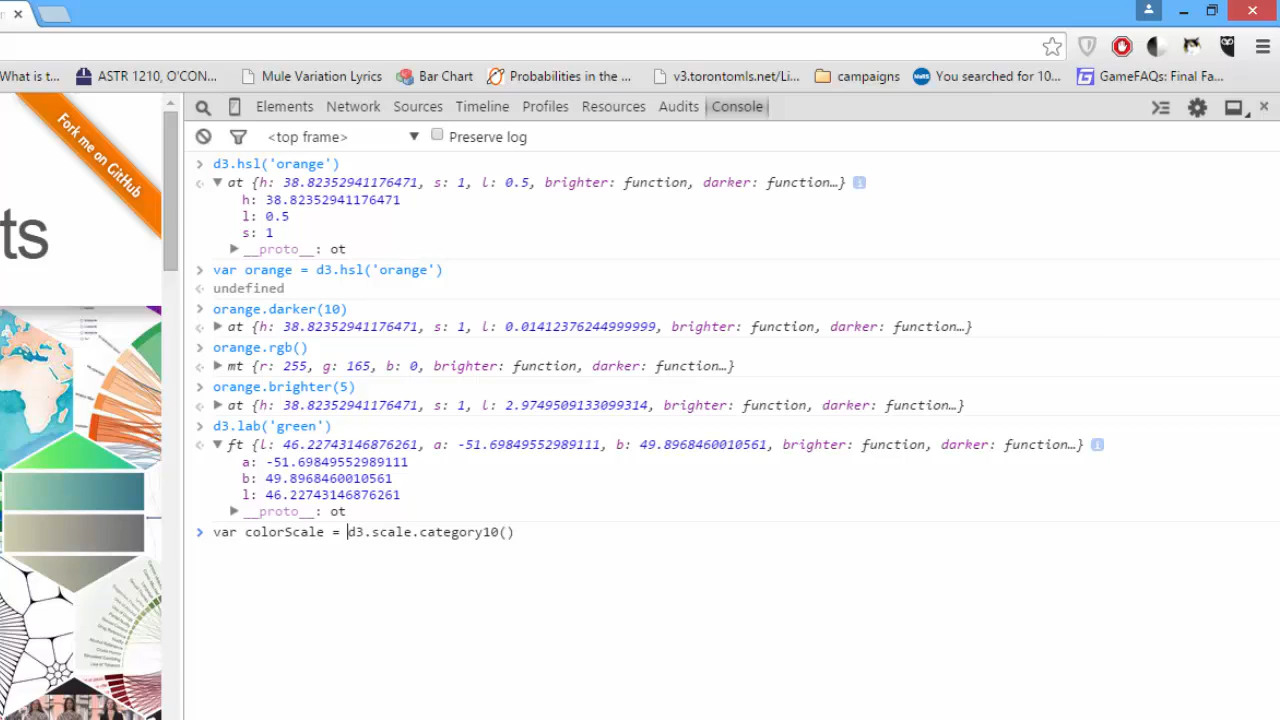 What is t...
ASTR 1210, O'CON...
Mule Variation Lyrics
Bar Chart
Probabilities in the ...
v3.torontomls.net/Li...
campaigns
You searched for 10...
GameFAQs: Final Fa...
Fork me on GitHub
ts
Elements Network Sources Timeline Profiles Resources Audits Console
<top frame> Preserve log
d3.hsl('orange')
at {h: 38.82352941176471, s: 1, l: 0.5, brighter: function, darker: function…}
h: 38.82352941176471
l: 0.5
s: 1
__proto__: ot
var orange = d3.hsl('orange')
undefined
orange.darker(10)
at {h: 38.82352941176471, s: 1, l: 0.01412376244999999, brighter: function, darker: function…}
orange.rgb()
mt {r: 255, g: 165, b: 0, brighter: function, darker: function…}
orange.brighter(5)
at {h: 38.82352941176471, s: 1, l: 2.9749509133099314, brighter: function, darker: function…}
d3.lab('green')
ft {l: 46.22743146876261, a: -51.69849552989111, b: 49.8968460010561, brighter: function, darker: function…}
a: -51.69849552989111
b: 49.8968460010561
l: 46.22743146876261
__proto__: ot
var colorScale = d3.scale.category10()